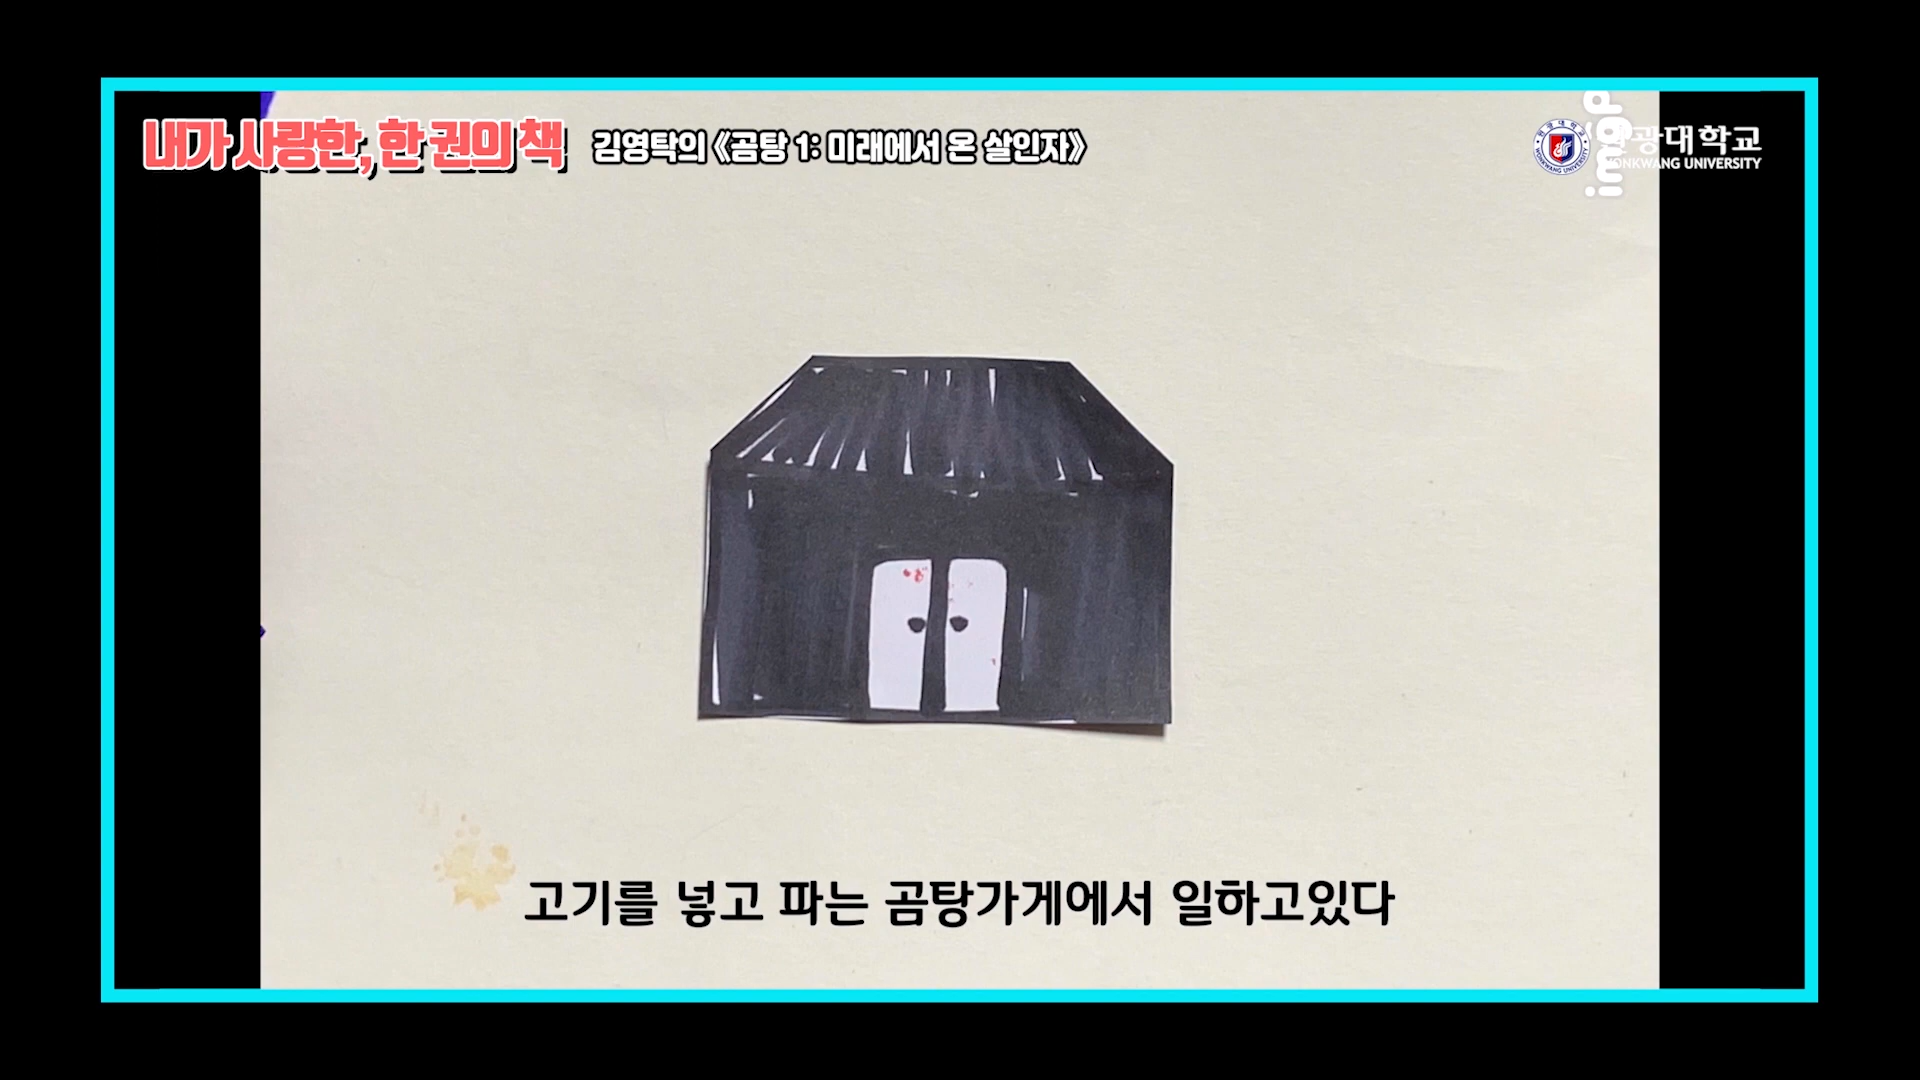 내가 사랑한, 한 권의 책
김영탁의 《곰탕 1: 미래에서 온 살인자》
광대학교
WONKWANG UNIVERSITY
고기를 넣고 파는 곰탕가게에서 일하고있다